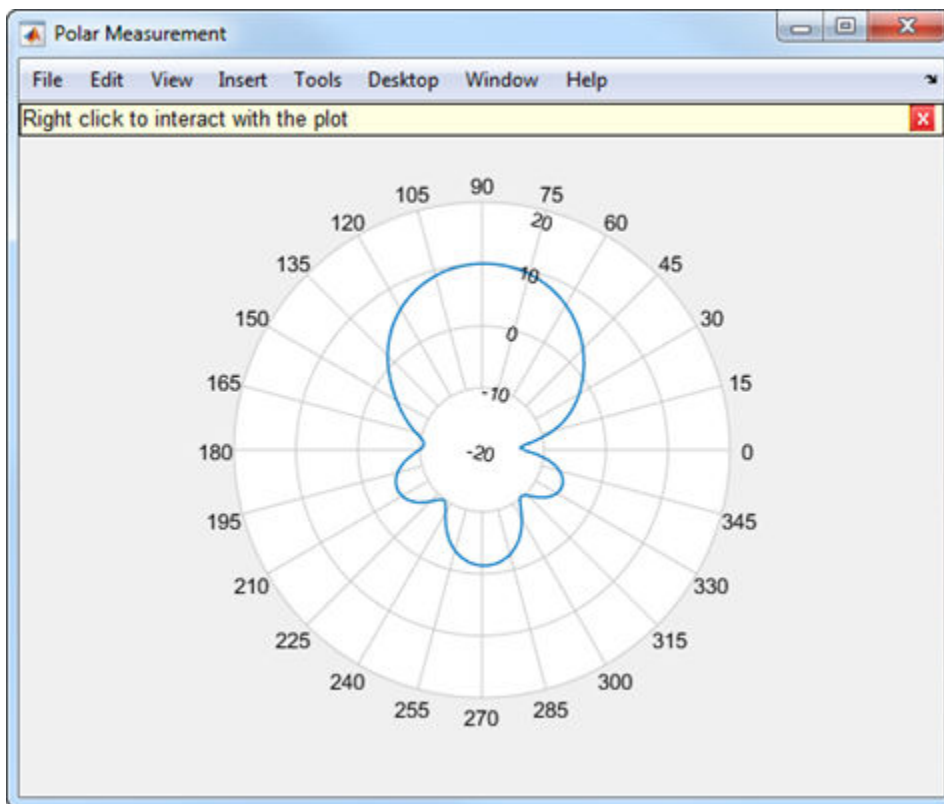 Polar Measurement
File Edit View Insert Tools Desktop Window Help
Right click to interact with the plot
90
105 75
120 20 60
135 10 45
150 0 30
165 -10 15
180 -20 0
195 345
210 330
225 315
240 300
255 285
270